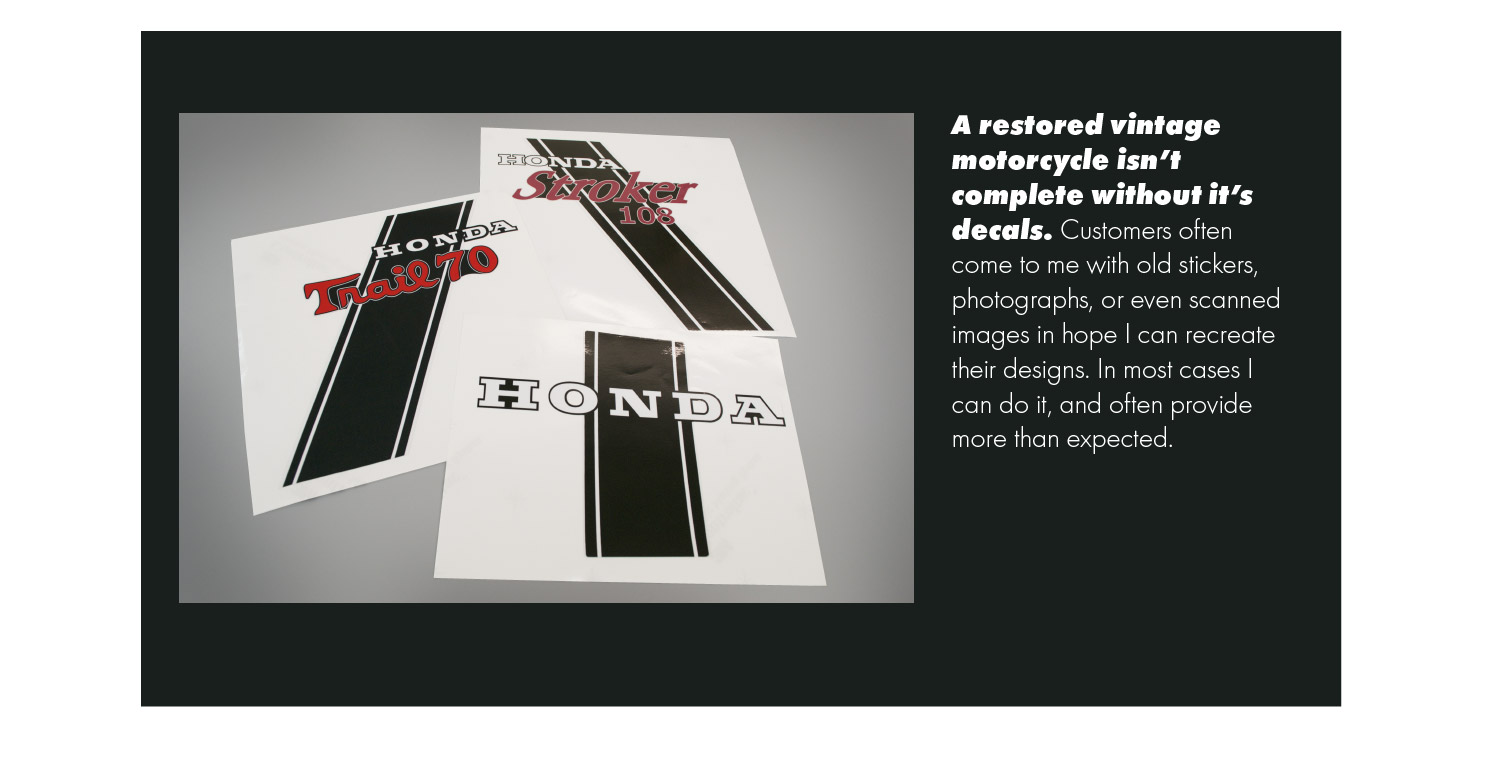 HONDA
Stroker
108
HONDA
Trail 70
HONDA
A restored vintage
motorcycle isn't
complete without it's
decals. Customers often
come to me with old stickers,
photographs, or even scanned
images in hope I can recreate
their designs. In most cases I
can do it, and often provide
more than expected.